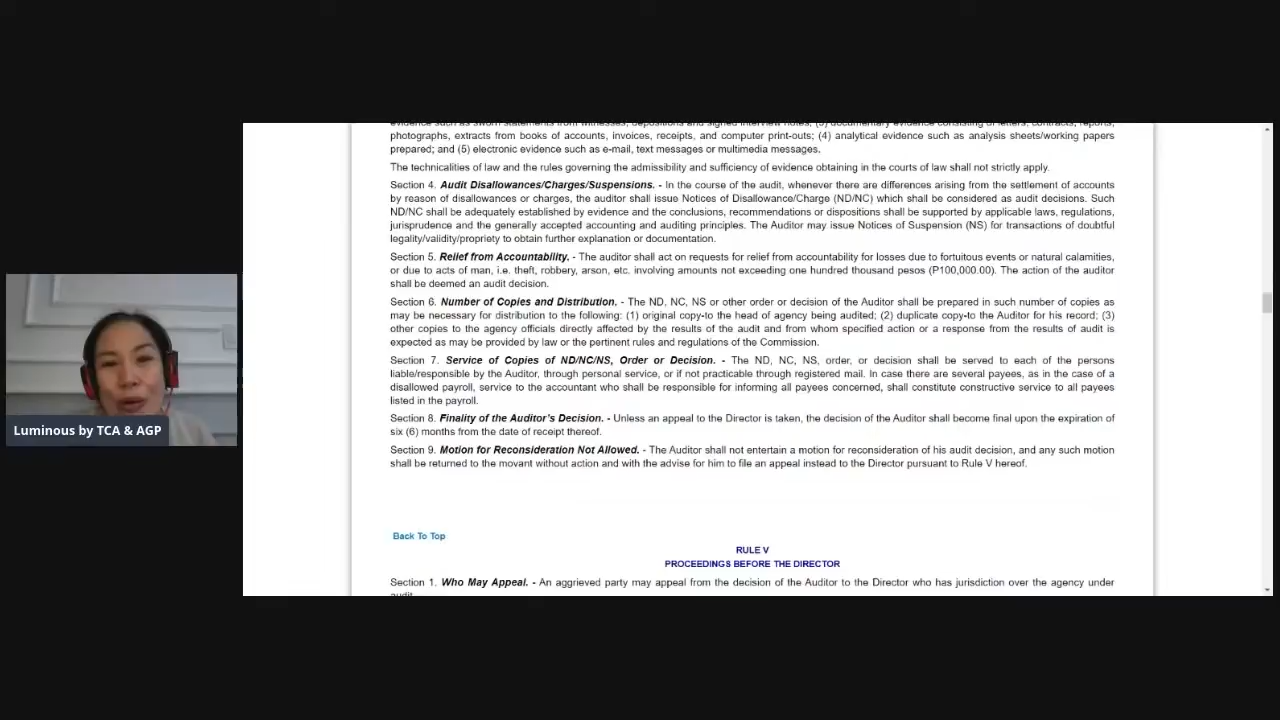 evidence such as sworn statements from witnesses, depositions and signed interview notes; (3) documentary evidence consisting of letters, contracts, reports,
photographs, extracts from books of accounts, invoices, receipts, and computer print-outs; (4) analytical evidence such as analysis sheets/working papers
prepared; and (5) electronic evidence such as e-mail, text messages or multimedia messages.
The technicalities of law and the rules governing the admissibility and sufficiency of evidence obtaining in the courts of law shall not strictly apply.
Section 4. Audit Disallowances/Charges/Suspensions. - In the course of the audit, whenever there are differences arising from the settlement of accounts
by reason of disallowances or charges, the auditor shall issue Notices of Disallowance/Charge (ND/NC) which shall be considered as audit decisions. Such
ND/NC shall be adequately established by evidence and the conclusions, recommendations or dispositions shall be supported by applicable laws, regulations,
jurisprudence and the generally accepted accounting and auditing principles. The Auditor may issue Notices of Suspension (NS) for transactions of doubtful
legality/validity/propriety to obtain further explanation or documentation.
Section 5. Relief from Accountability. - The auditor shall act on requests for relief from accountability for losses due to fortuitous events or natural calamities,
or due to acts of man, i.e. theft, robbery, arson, etc. involving amounts not exceeding one hundred thousand pesos (P100,000.00). The action of the auditor
shall be deemed an audit decision.
Section 6. Number of Copies and Distribution. - The ND, NC, NS or other order or decision of the Auditor shall be prepared in such number of copies as
may be necessary for distribution to the following: (1) original copy-to the head of agency being audited; (2) duplicate copy-to the Auditor for his record; (3)
other copies to the agency officials directly affected by the results of the audit and from whom specified action or a response from the results of audit is
expected as may be provided by law or the pertinent rules and regulations of the Commission.
Section 7. Service of Copies of ND/NC/NS, Order or Decision. - The ND, NC, NS, order, or decision shall be served to each of the persons
liable/responsible by the Auditor, through personal service, or if not practicable through registered mail. In case there are several payees, as in the case of a
disallowed payroll, service to the accountant who shall be responsible for informing all payees concerned, shall constitute constructive service to all payees
listed in the payroll.
Section 8. Finality of the Auditor's Decision. - Unless an appeal to the Director is taken, the decision of the Auditor shall become final upon the expiration of
six (6) months from the date of receipt thereof.
Section 9. Motion for Reconsideration Not Allowed. - The Auditor shall not entertain a motion for reconsideration of his audit decision, and any such motion
shall be returned to the movant without action and with the advise for him to file an appeal instead to the Director pursuant to Rule V hereof.
Back To Top
RULE V
PROCEEDINGS BEFORE THE DIRECTOR
Section 1. Who May Appeal. - An aggrieved party may appeal from the decision of the Auditor to the Director who has jurisdiction over the agency under
audit.
Luminous by TCA & AGP